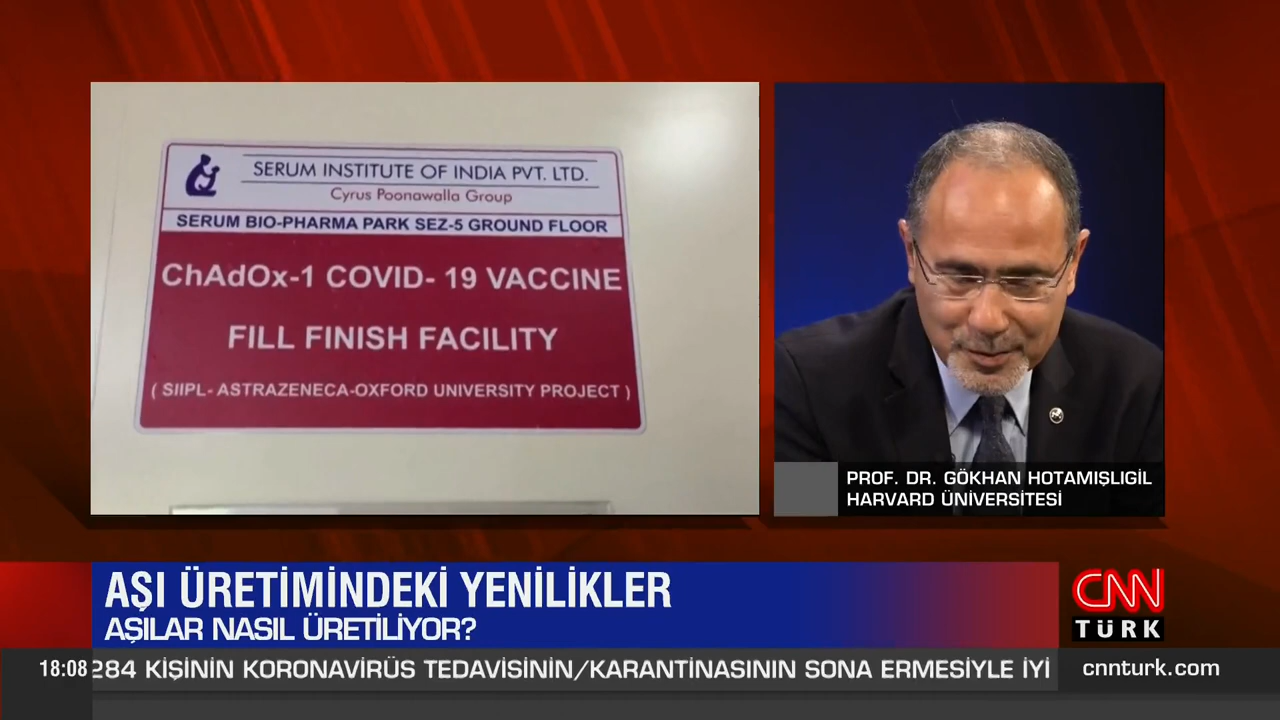 SERUM INSTITUTE OF INDIA PVT. LTD.
Cyrus Poonawalla Group
SERUM BIO-PHARMA PARK SEZ-5 GROUND FLOOR
ChAdOx-1 COVID- 19 VACCINE
FILL FINISH FACILITY
( SIIPL- ASTRAZENECA-OXFORD UNIVERSITY PROJECT )
PROF. DR. GÖKHAN HOTAMIŞLIGİL
HARVARD ÜNİVERSİTESİ
AŞI ÜRETİMİNDEKİ YENİLİKLER
AŞILAR NASIL ÜRETİLİYOR?
CNN
TÜRK
18:08 284 KİŞİNİN KORONAVİRÜS TEDAVİSİNİN/KARANTİNASININ SONA ERMESİYLE İYİ
cnnturk.com